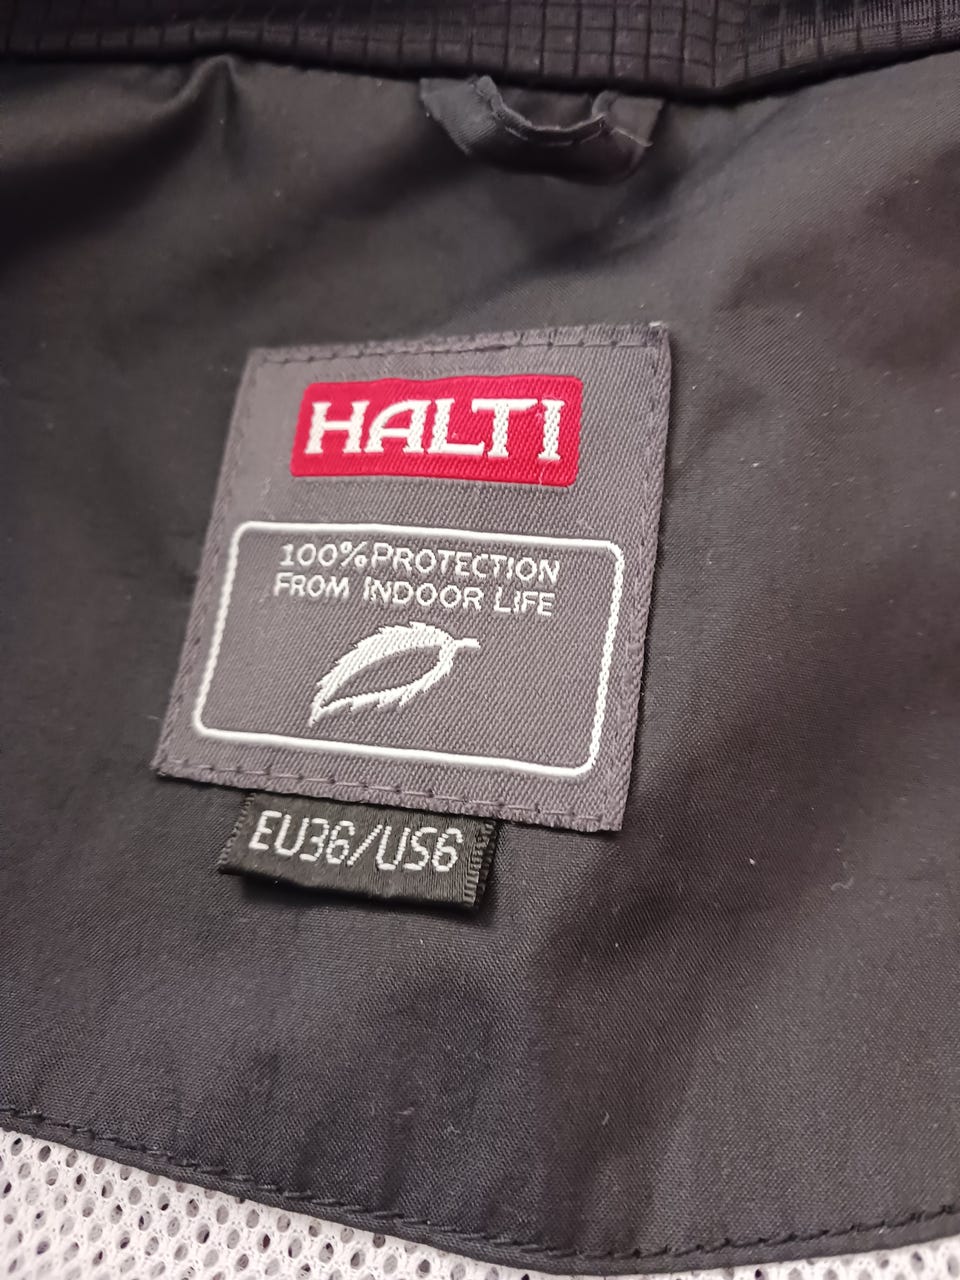 HALTI
100% PROTECTION
FROM INDOOR LIFE
EU36/US6